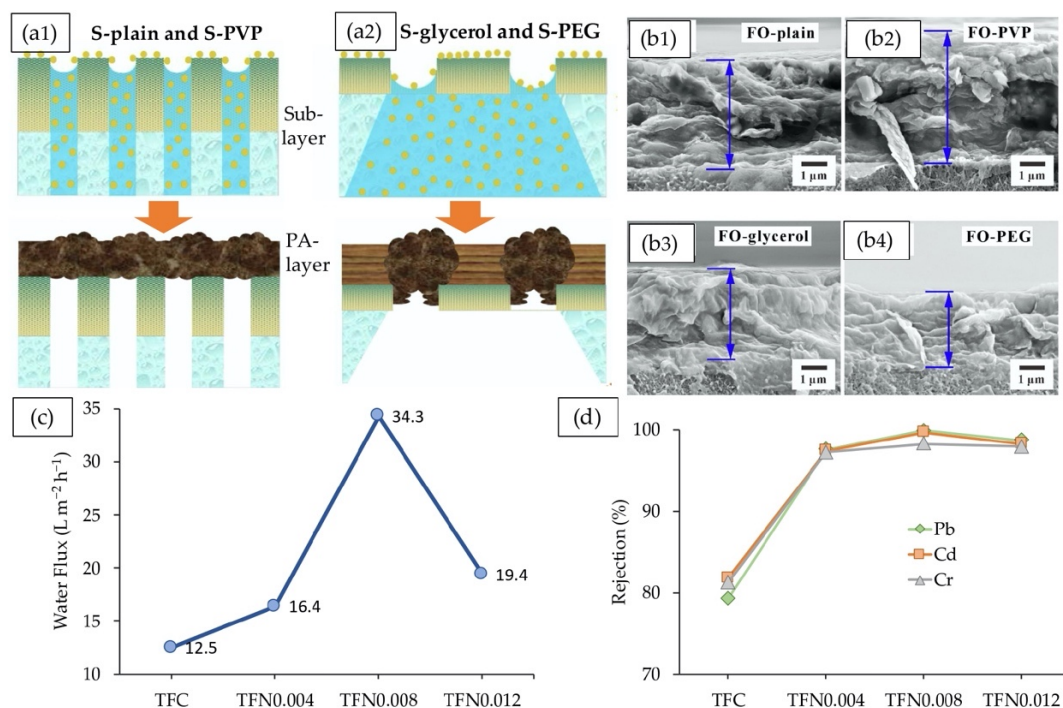 (a1)
S-plain and S-PVP
Sub-
layer
(a2)
S-glycerol and S-PEG
PA-
layer
(b1)
FO-plain
1 µm
(b2)
FO-PVP
1 µm
(b3)
FO-glycerol
1 µm
(b4)
FO-PEG
1 µm
(c)
Water Flux (L m⁻² h⁻¹)
35
30
25
20
15
10
12.5
16.4
34.3
19.4
TFC
TFN0.004
TFN0.008
TFN0.012
(d)
Rejection (%)
100
90
80
70
Pb
Cd
Cr
TFC
TFN0.004
TFN0.008
TFN0.012